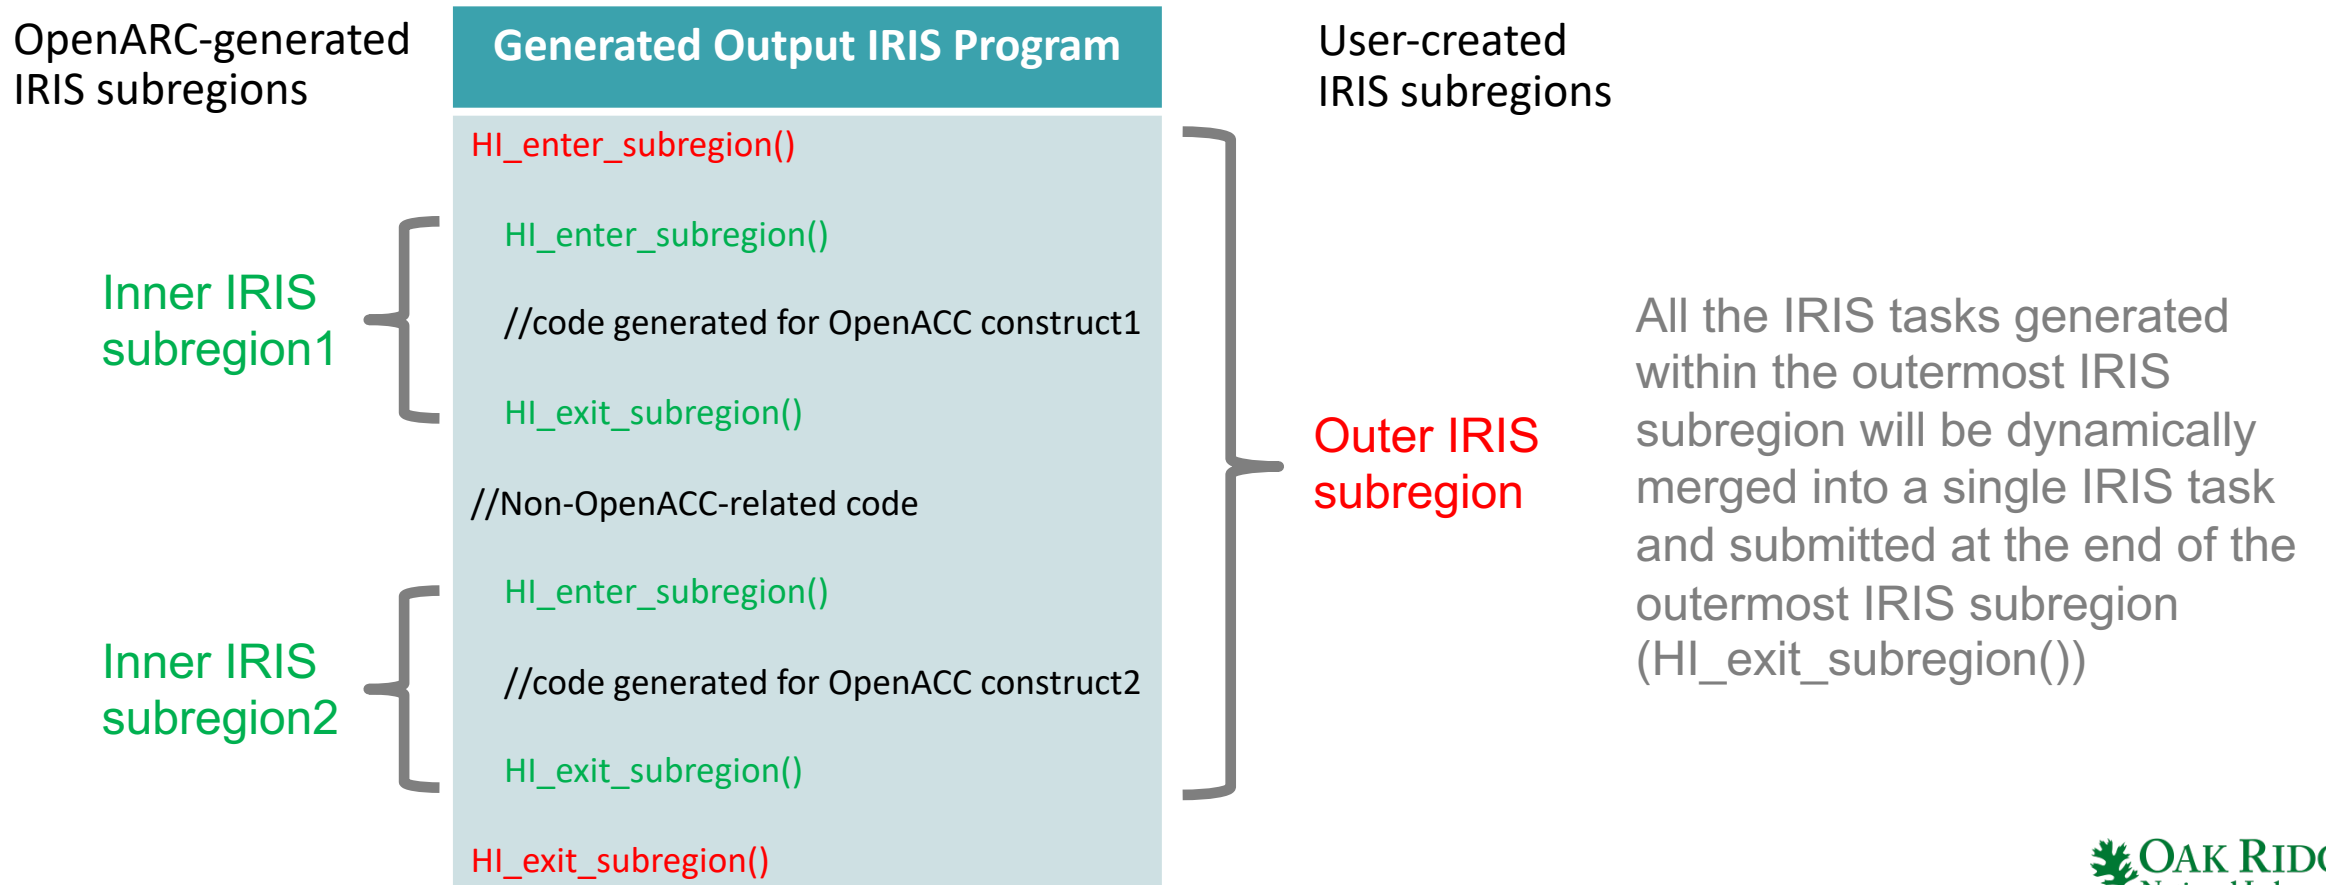 OpenARC-generated
IRIS subregions
Generated Output IRIS Program
User-created
IRIS subregions
HI_enter_subregion()
HI_enter_subregion()
Inner IRIS
subregion1
//code generated for OpenACC construct1
HI_exit_subregion()
//Non-OpenACC-related code
HI_enter_subregion()
Inner IRIS
subregion2
//code generated for OpenACC construct2
HI_exit_subregion()
HI_exit_subregion()
Outer IRIS
subregion
All the IRIS tasks generated
within the outermost IRIS
subregion will be dynamically
merged into a single IRIS task
and submitted at the end of the
outermost IRIS subregion
(HI_exit_subregion())
OAK RIDG